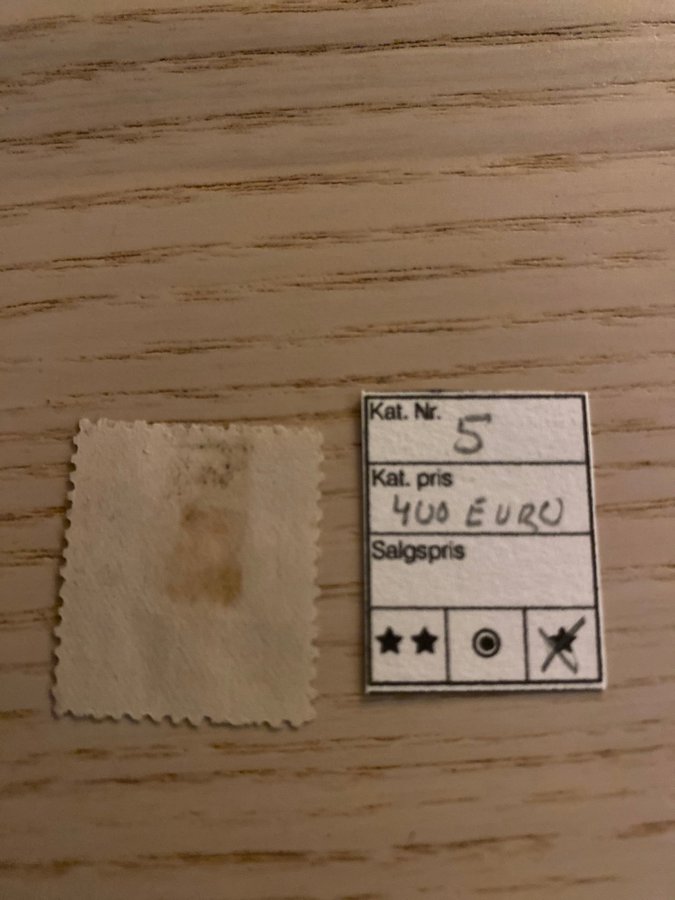 Kat. Nr. 5
Kat. pris
400 EURO
Salgspris